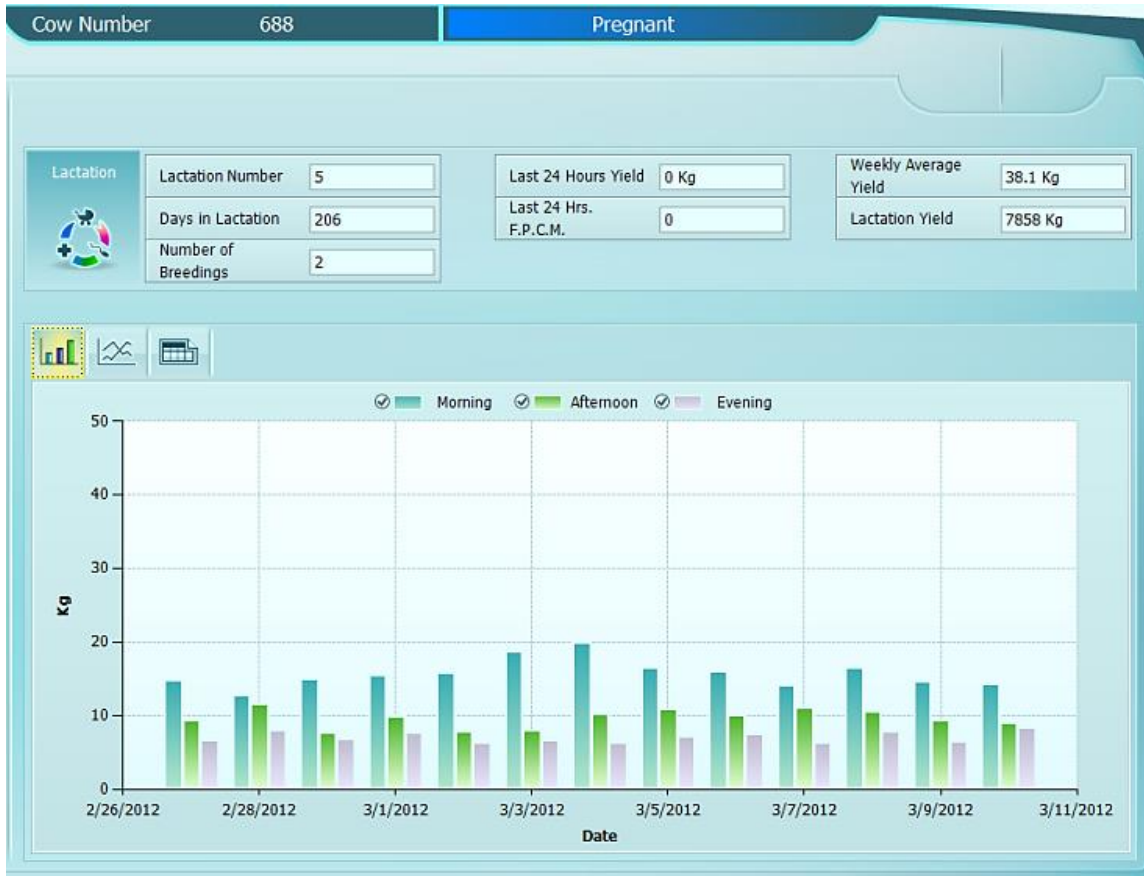 Cow Number 688 Pregnant
Lactation
Lactation Number 5
Days in Lactation 206
Number of
Breedings 2
Last 24 Hours Yield 0 Kg
Last 24 Hrs.
F.P.C.M. 0
Weekly Average
Yield 38.1 Kg
Lactation Yield 7858 Kg
Morning Afternoon Evening
50
40
30
20
10
0
Kg
2/26/2012 2/28/2012 3/1/2012 3/3/2012 3/5/2012 3/7/2012 3/9/2012 3/11/2012
Date